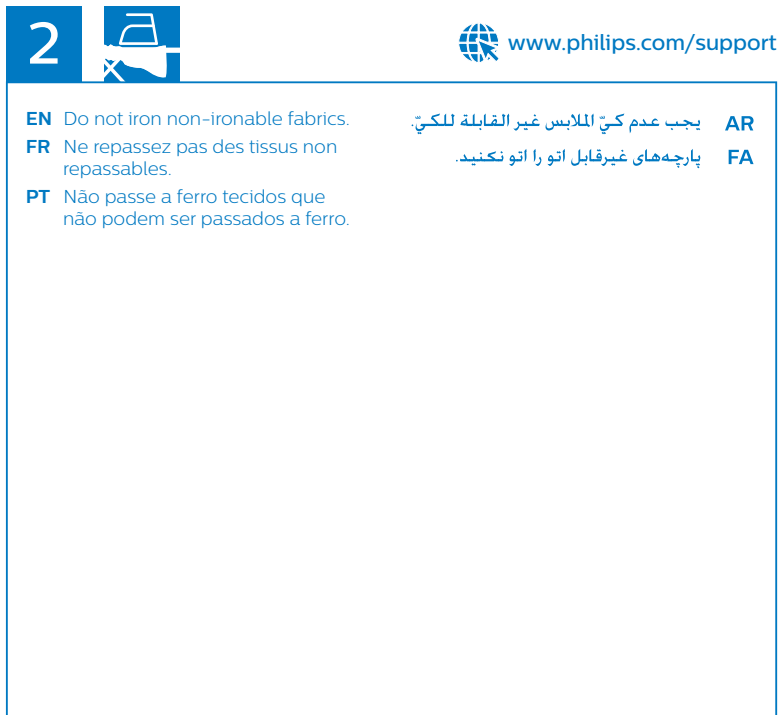 2
www.philips.com/support
EN Do not iron non-ironable fabrics.
FR Ne repassez pas des tissus non
repassables.
PT Não passe a ferro tecidos que
não podem ser passados a ferro.
AR يجب عدم كيّ الملابس غير القابلة للكيّ.
FA پارچه‌های غیرقابل اتو را اتو نکنید.